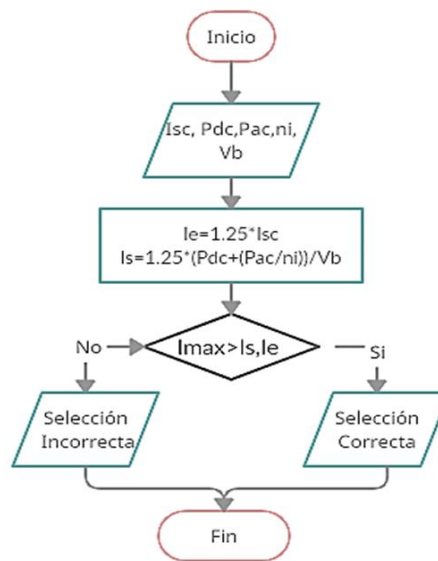 Inicio
Isc, Pdc,Pac,ni,
Vb
Ie=1.25*Isc
Is=1.25*(Pdc+(Pac/ni))/Vb
Imax>Is,Ie
No
Si
Selección
Incorrecta
Selección
Correcta
Fin